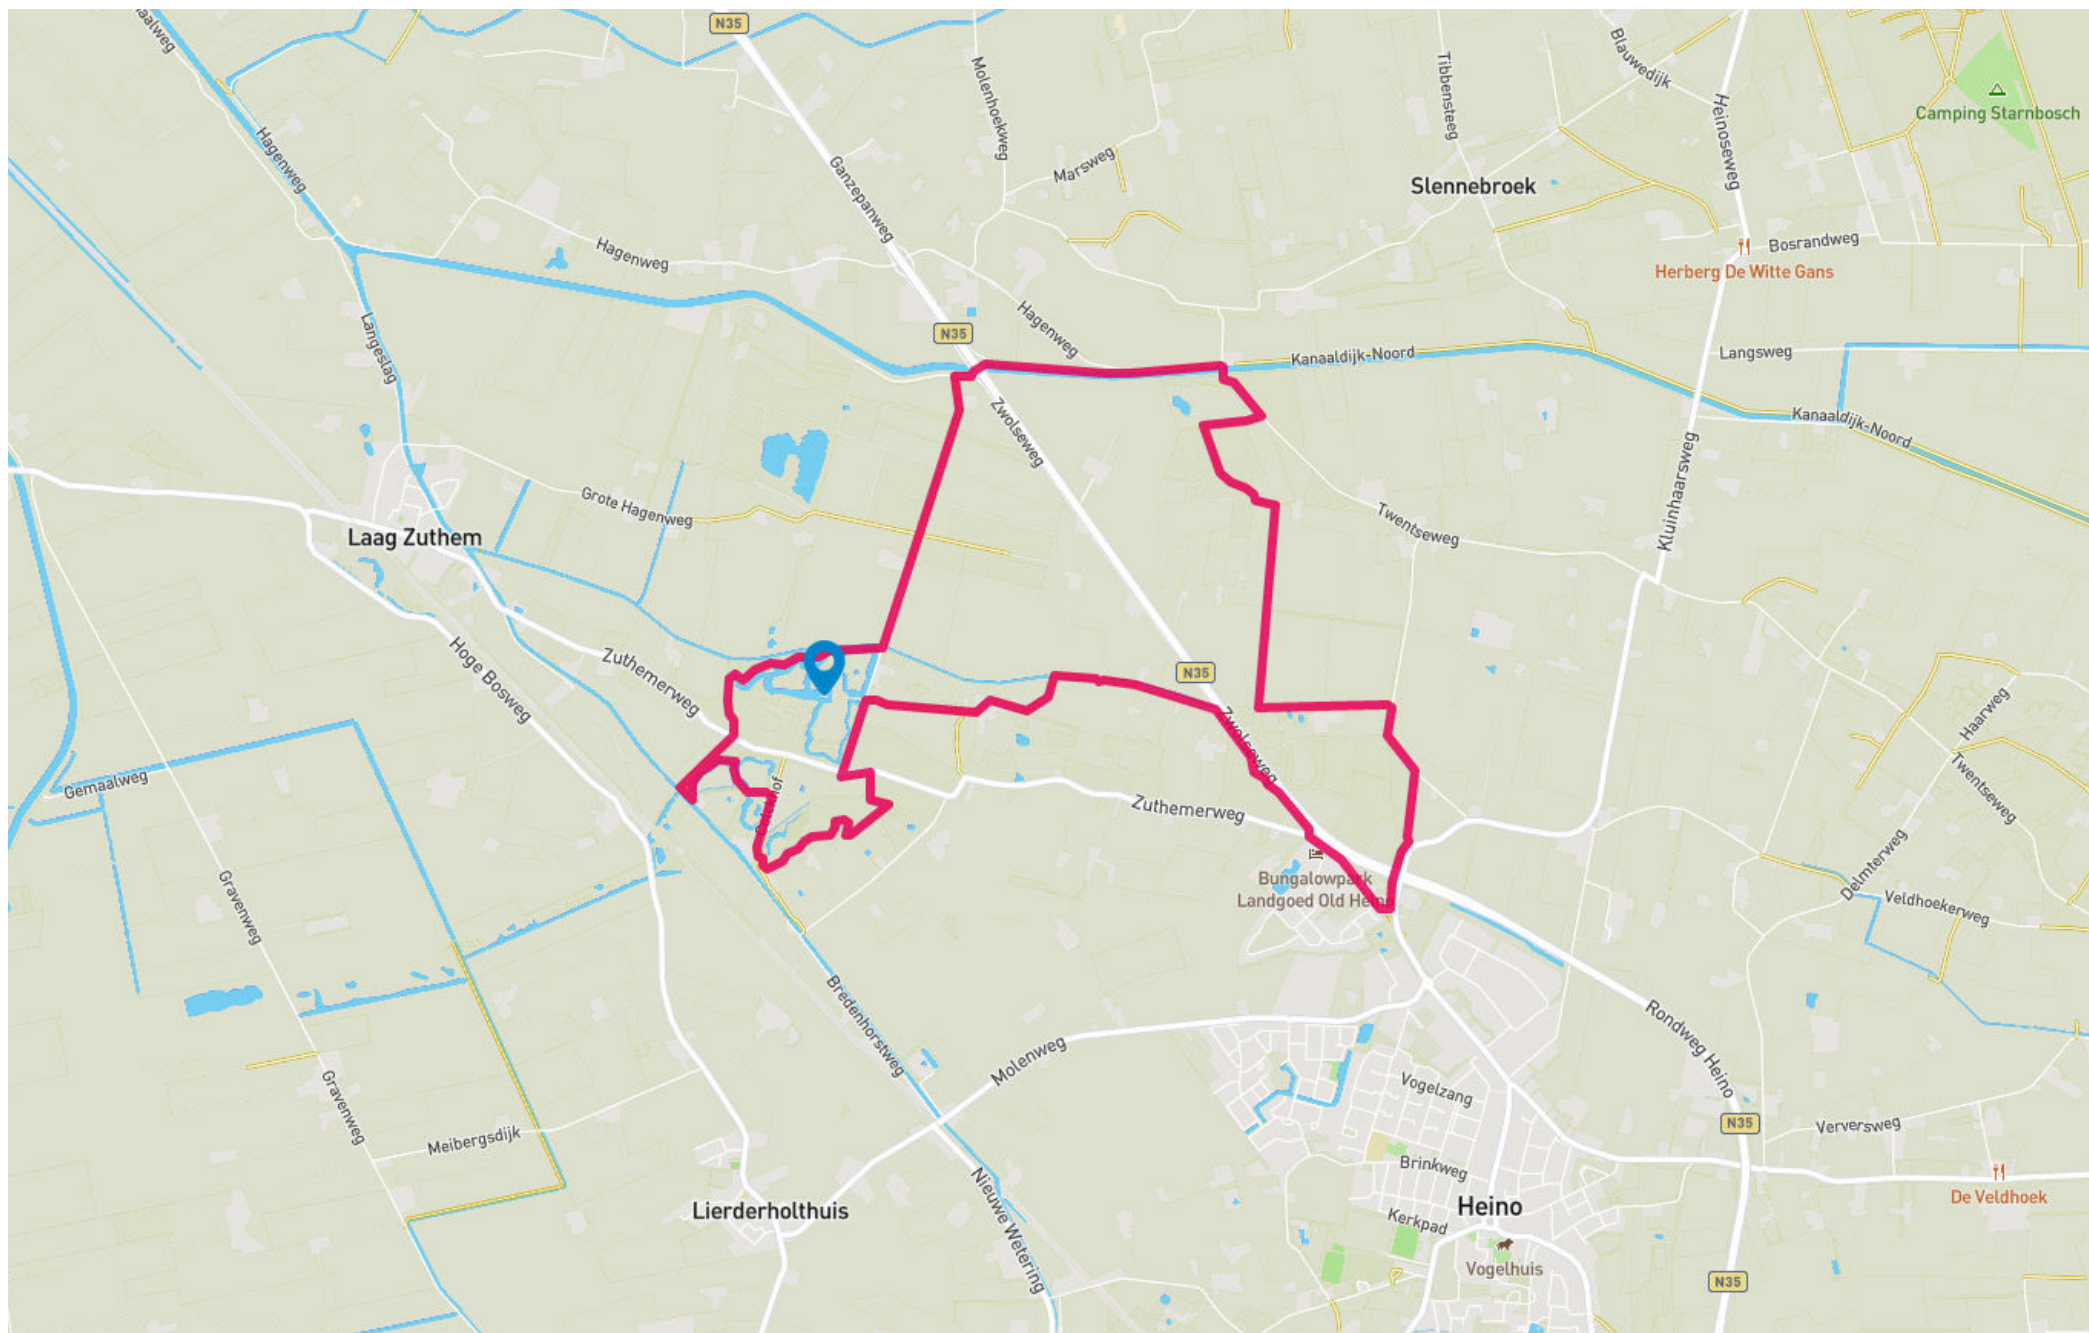 N35
aalweg
Molenhoekweg
Blauwedijk
Tibbensteeg
Heinoseweg
Camping Starnbosch
Hagenweg
Ganzepanweg
Marsweg
Slennebroek
Hagenweg
Bosrandweg
Herberg De Witte Gans
Langeslag
Hagenweg
N35
Kanaaldijk-Noord
Langsweg
Zwolseweg
Kanaaldijk-Noord
Kluinhaarsweg
Grote Hagenweg
Twentseweg
Laag Zuthem
Hoge Bosweg
Zuthemerweg
N35
Zwolseweg
Haarweg
Twentseweg
Gemaalweg
Colckhof
Zuthemerweg
Bungalowpark
Landgoed Old Heino
Delmterweg
Veldhoekerweg
Gravenweg
Bredenhorstweg
Rondweg Heino
Molenweg
Vogelzang
Gravenweg
N35
Ververweg
Meibergsdijk
Brinkweg
De Veldhoek
Lierderholthuis
Nieuwe Wetering
Heino
Kerkpad
Vogelhuis
N35